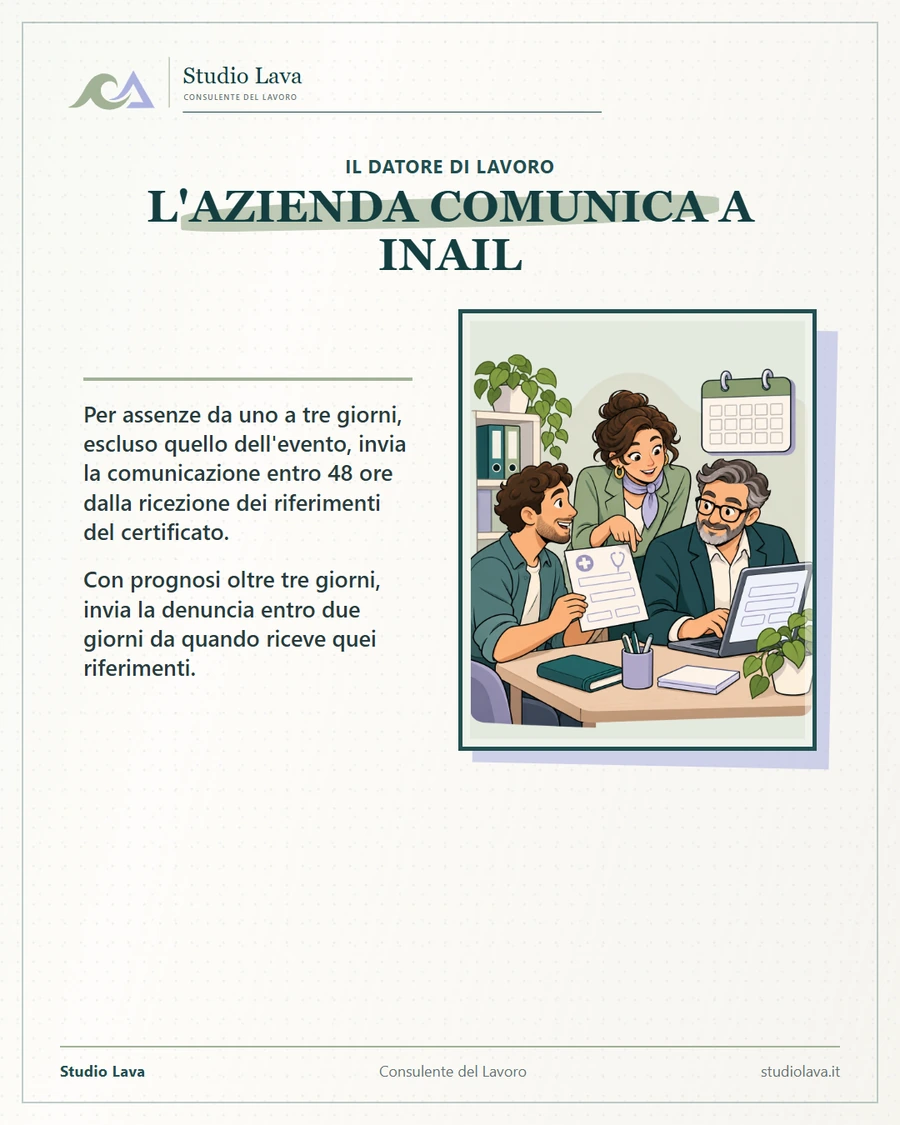 Studio Lava
CONSULENTE DEL LAVORO
IL DATORE DI LAVORO
L'AZIENDA COMUNICA A
INAIL
Per assenze da uno a tre giorni,
escluso quello dell'evento, invia
la comunicazione entro 48 ore
dalla ricezione dei riferimenti
del certificato.
Con prognosi oltre tre giorni,
invia la denuncia entro due
giorni da quando riceve quei
riferimenti.
Studio Lava
Consulente del Lavoro
studiolava.it